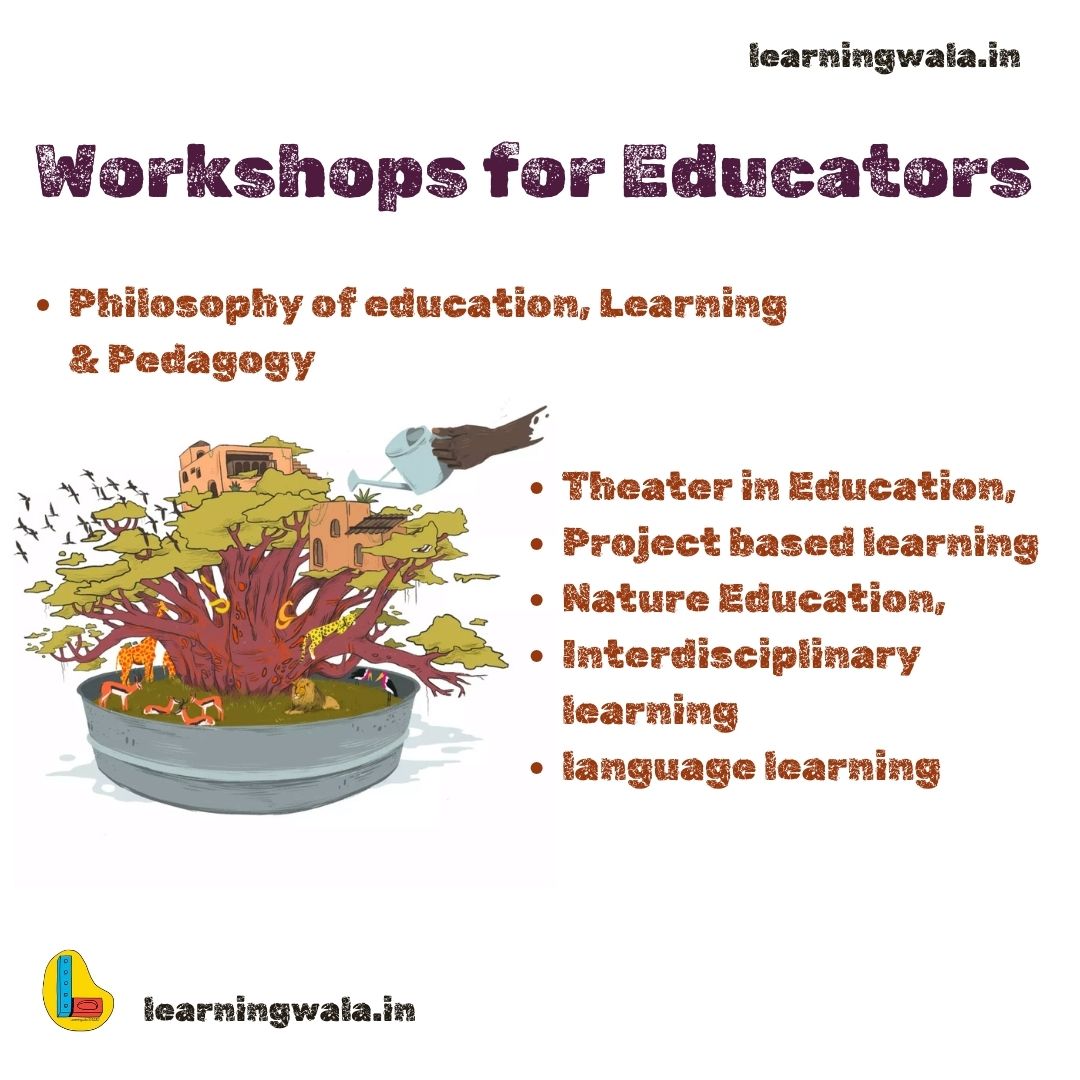 learningwala.in
Workshops for Educators
• Philosophy of education, Learning
& Pedagogy
• Theater in Education,
• Project based learning
• Nature Education,
• Interdisciplinary
learning
• language learning
learningwala.in